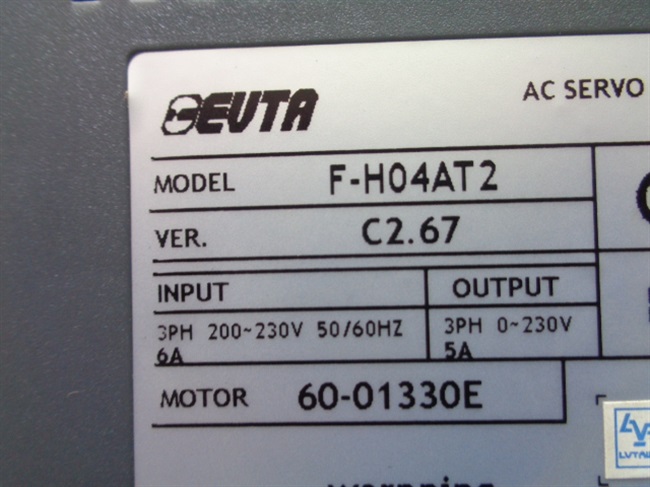 EUTA
AC SERVO
MODEL F-H04AT2
VER. C2.67
INPUT OUTPUT
3PH 200~230V 50/60HZ 3PH 0~230V
6A 5A
MOTOR 60-01330E